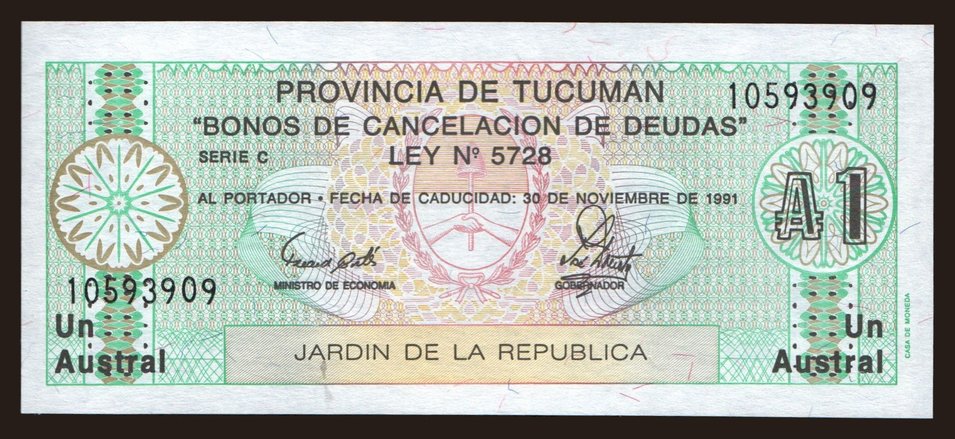 PROVINCIA DE TUCUMAN
10593909
"BONOS DE CANCELACION DE DEUDAS"
SERIE C
LEY Nº 5728
AL PORTADOR • FECHA DE CADUCIDAD: 30 DE NOVIEMBRE DE 1991
₳ 1
MINISTRO DE ECONOMIA
GOBERNADOR
10593909
Un
Austral
JARDIN DE LA REPUBLICA
Un
Austral
CASA DE MONEDA